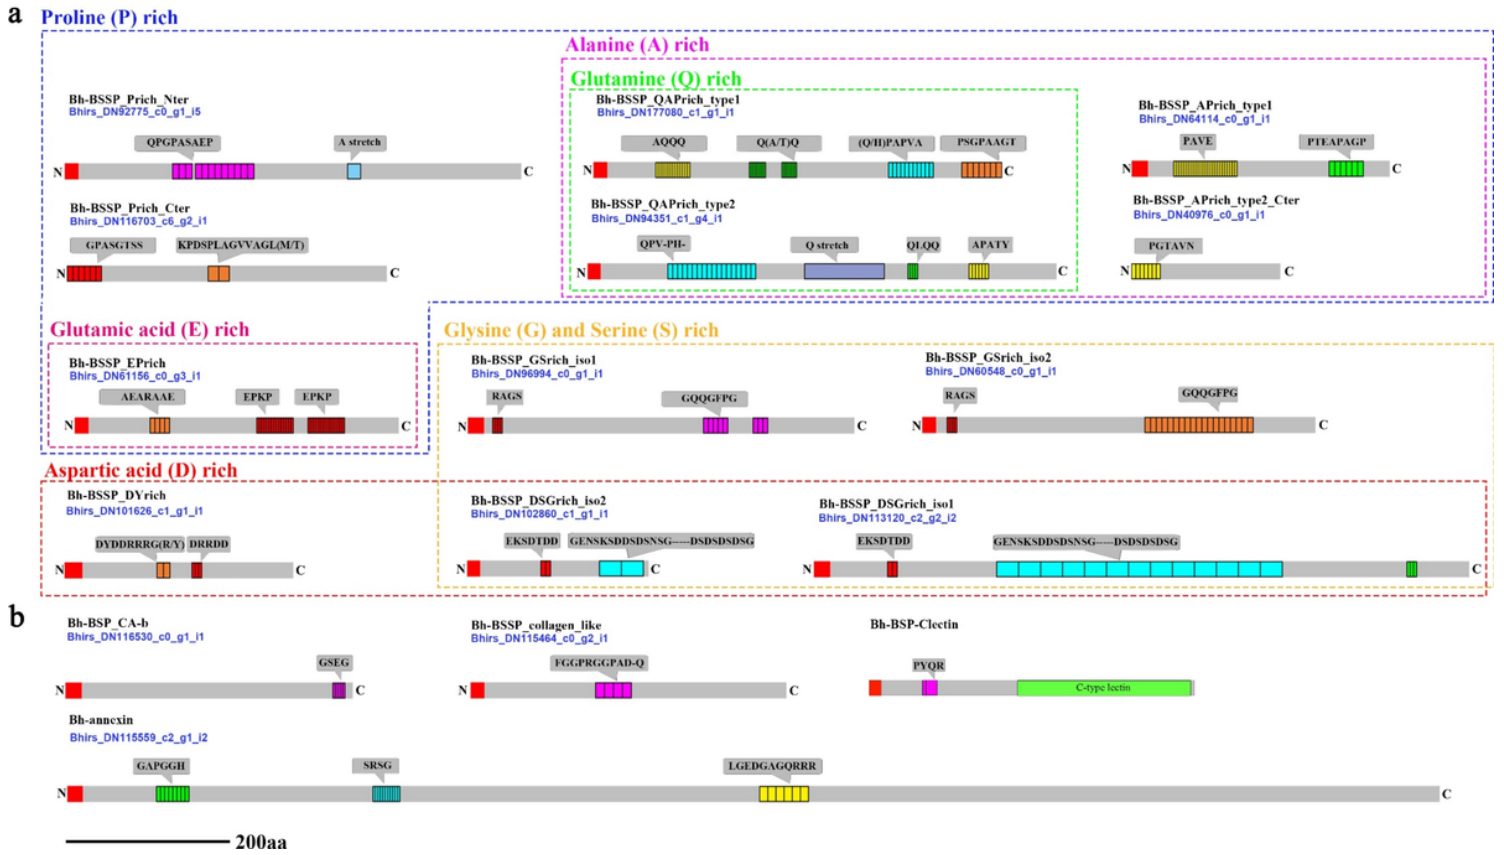 a
Proline (P) rich
Alanine (A) rich
Glutamine (Q) rich
Bh-BSSP_Prich_Nter
Bhirs_DN92775_c0_g1_i5
QPGPASAEP
A stretch
N
C
Bh-BSSP_QAPrich_type1
Bhirs_DN177080_c1_g1_i1
AQQQ
Q(A/T)Q
(Q/H)PAPVA
PSGPAAGT
N
C
Bh-BSSP_APrich_type1
Bhirs_DN64114_c0_g1_i1
PAVE
PTEAPAGP
N
C
Bh-BSSP_Prich_Cter
Bhirs_DN116703_c6_g2_i1
GPASGTSS
KPDSPLAGVVAGL(M/T)
N
C
Bh-BSSP_QAPrich_type2
Bhirs_DN94351_c1_g4_i1
QPV-PH-
Q stretch
QLQQ
APATY
N
C
Bh-BSSP_APrich_type2_Cter
Bhirs_DN40976_c0_g1_i1
PGTAVN
N
C
Glutamic acid (E) rich
Glysine (G) and Serine (S) rich
Bh-BSSP_EPrich
Bhirs_DN61156_c0_g3_i1
AEARAAE
EPKP
EPKP
N
C
Bh-BSSP_GSrich_iso1
Bhirs_DN96994_c0_g1_i1
RAGS
GQQGFPG
N
C
Bh-BSSP_GSrich_iso2
Bhirs_DN60548_c0_g1_i1
RAGS
GQQGFPG
N
C
Aspartic acid (D) rich
Bh-BSSP_DYrich
Bhirs_DN101626_c1_g1_i1
DYDDRRRG(R/Y)
DRRDD
N
C
Bh-BSSP_DSGrich_iso2
Bhirs_DN102860_c1_g1_i1
EKSDTDD
GENSKSDDSDSNSG-----DSDSDSDSG
N
C
Bh-BSSP_DSGrich_iso1
Bhirs_DN113120_c2_g2_i2
EKSDTDD
GENSKSDDSDSNSG-----DSDSDSDSG
N
C
b
Bh-BSP_CA-b
Bhirs_DN116530_c0_g1_i1
GSEG
N
C
Bh-BSSP_collagen_like
Bhirs_DN115464_c0_g2_i1
FGGPRGGPAD-Q
N
C
Bh-BSP-Clectin
PYQR
C-type lectin
Bh-annexin
Bhirs_DN115559_c2_g1_i2
GAPGGH
SRSG
LGEDGAGQRRR
N
C
200aa